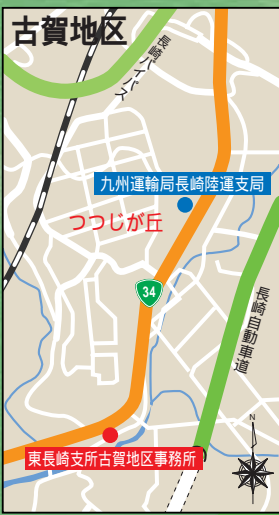 古賀地区
長崎バイパス
九州運輸局長崎陸運支局
つつじが丘
34
長崎自動車道
N
東長崎支所古賀地区事務所